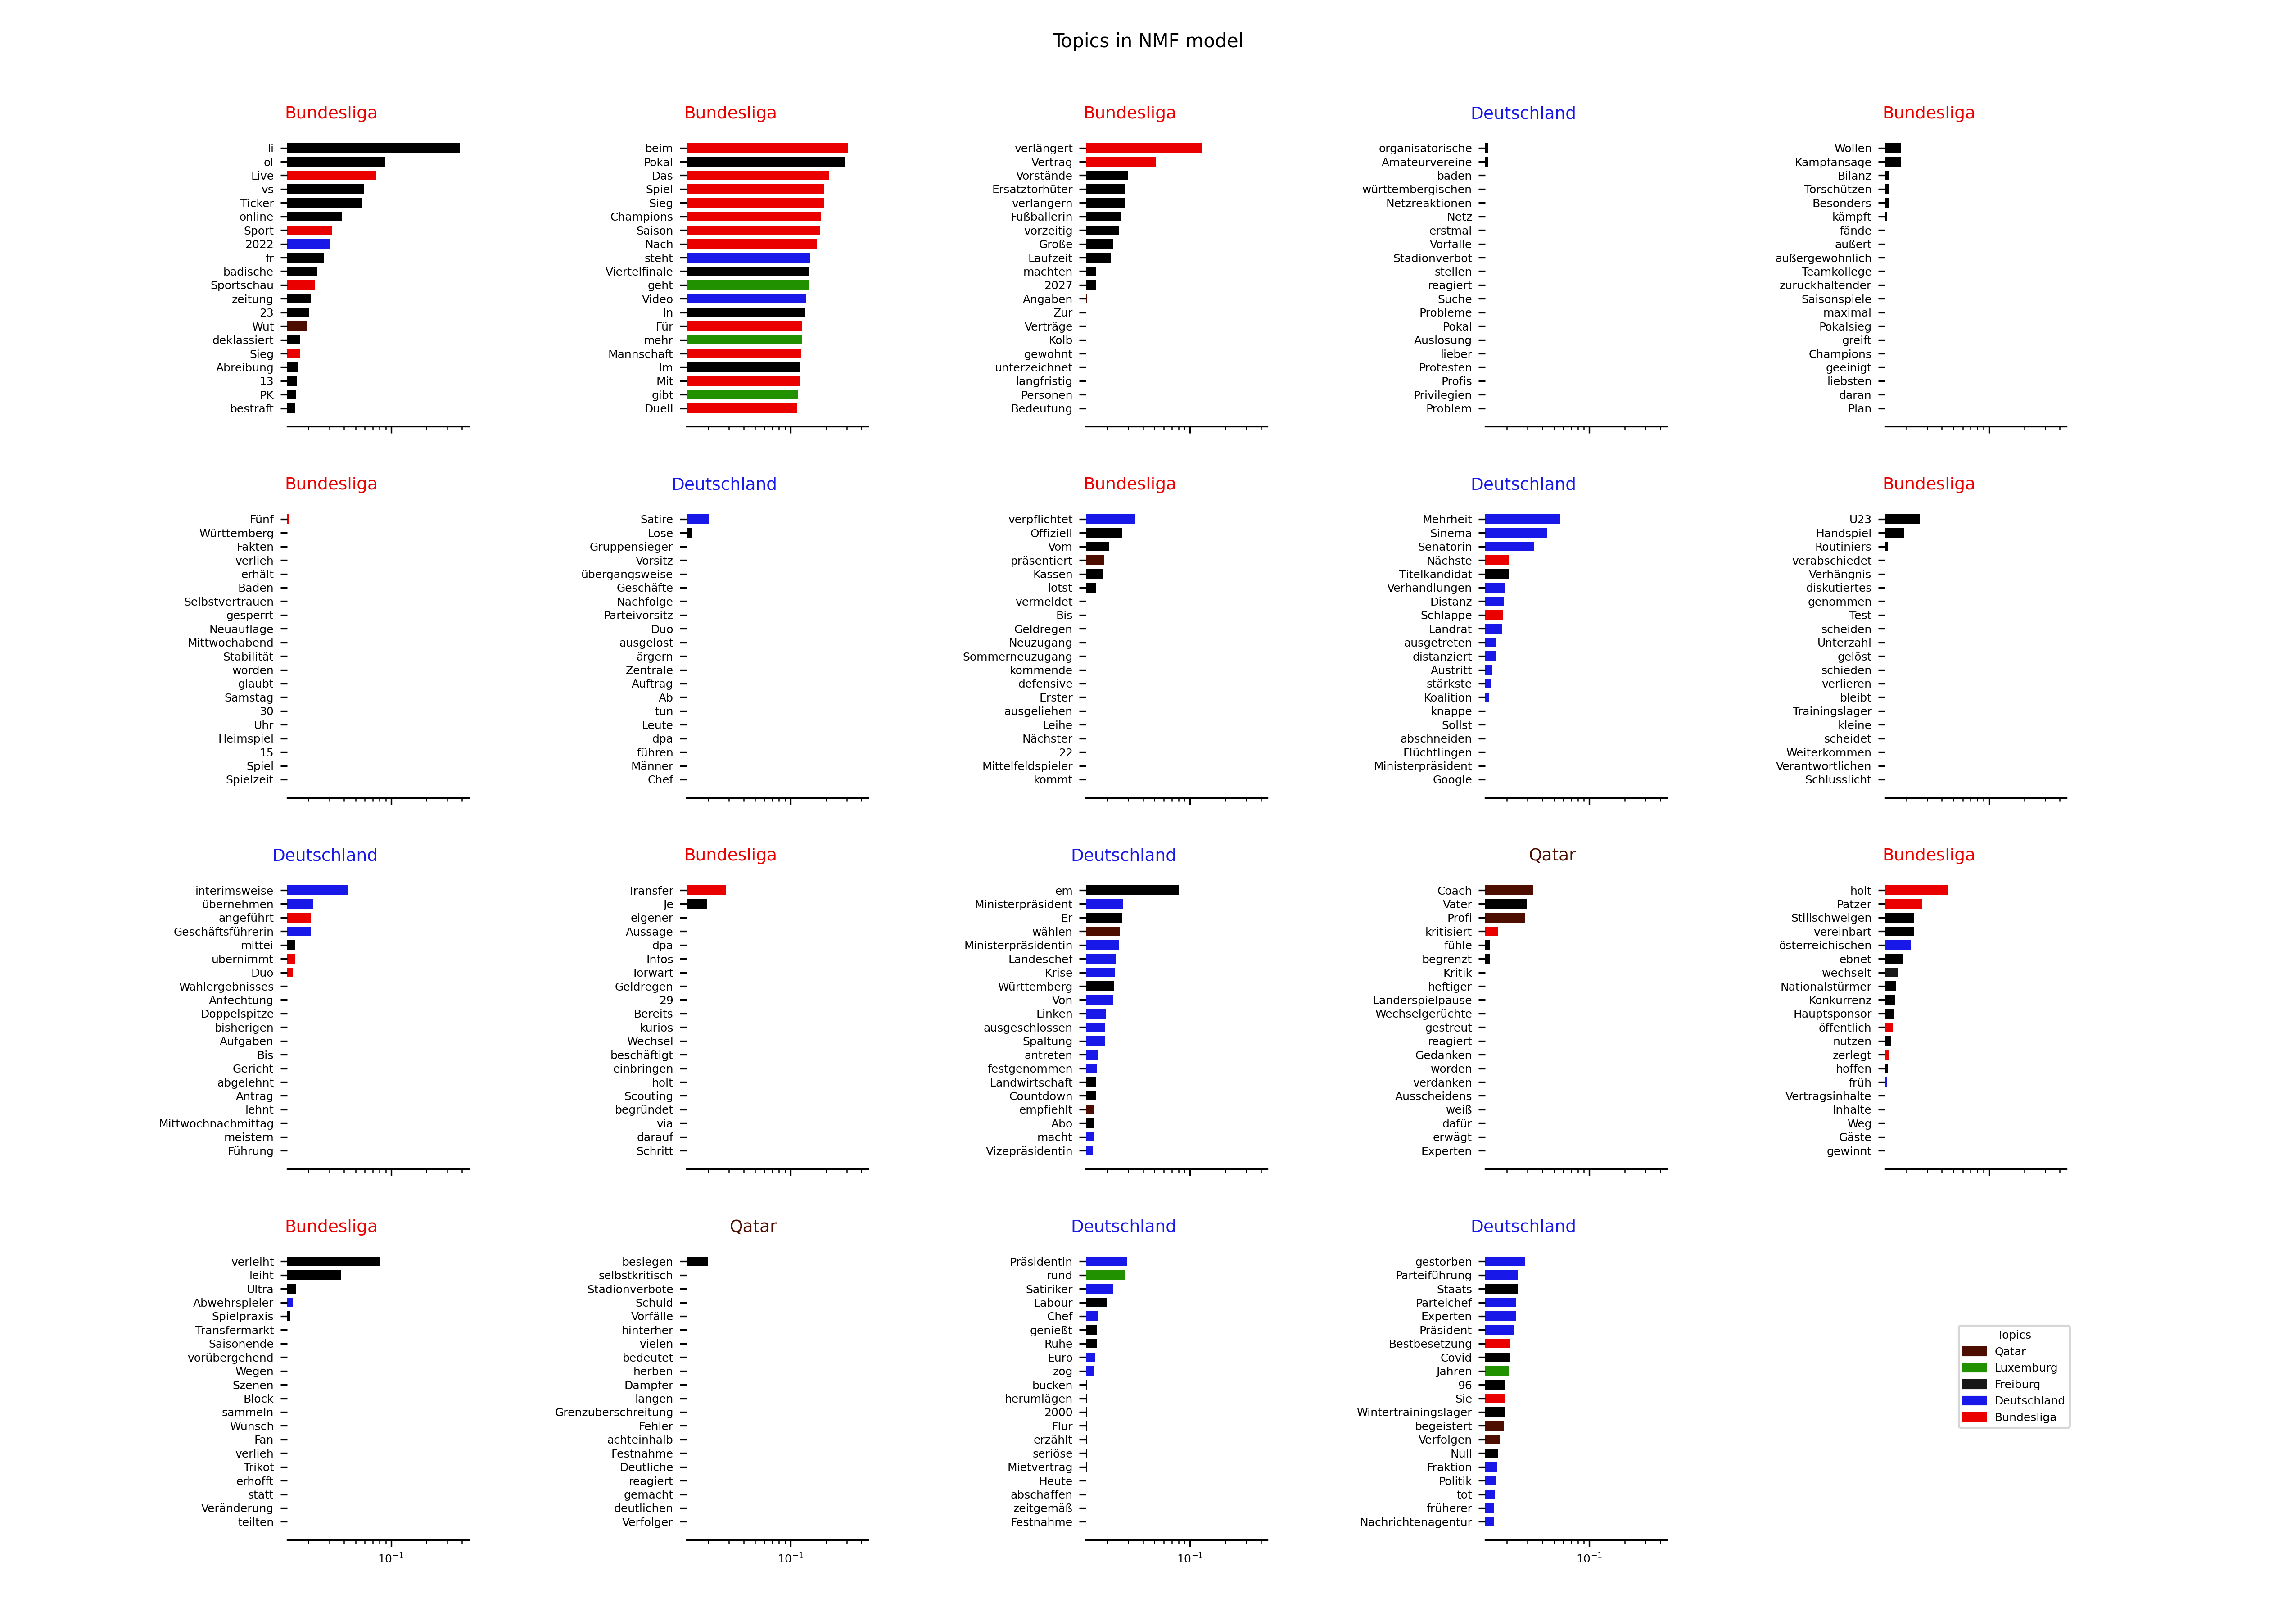 Topics in NMF model
Bundesliga
li
ol
Live
vs
Ticker
online
Sport
2022
fr
badische
Sportschau
zeitung
23
Wut
deklassiert
Sieg
Abreibung
13
PK
bestraft
Bundesliga
beim
Pokal
Das
Spiel
Sieg
Champions
Saison
Nach
steht
Viertelfinale
geht
Video
In
Für
mehr
Mannschaft
Im
Mit
gibt
Duell
Bundesliga
verlängert
Vertrag
Vorstände
Ersatztorhüter
verlängern
Fußballerin
vorzeitig
Größe
Laufzeit
machten
2027
Angaben
Zur
Verträge
Kolb
gewohnt
unterzeichnet
langfristig
Personen
Bedeutung
Deutschland
organisatorische
Amateurvereine
baden
württembergischen
Netzreaktionen
Netz
erstmal
Vorfälle
Stadionverbot
stellen
reagiert
Suche
Probleme
Pokal
Auslosung
lieber
Protesten
Profis
Privilegien
Problem
Bundesliga
Wollen
Kampfansage
Bilanz
Torschützen
Besonders
kämpft
fände
äußert
außergewöhnlich
Teamkollege
zurückhaltender
Saisonspiele
maximal
Pokalsieg
greift
Champions
geeinigt
liebsten
daran
Plan
Bundesliga
Fünf
Württemberg
Fakten
verlieh
erhält
Baden
Selbstvertrauen
gesperrt
Neuauflage
Mittwochabend
Stabilität
worden
glaubt
Samstag
30
Uhr
Heimspiel
15
Spiel
Spielzeit
Deutschland
Satire
Lose
Gruppensieger
Vorsitz
übergangsweise
Geschäfte
Nachfolge
Parteivorsitz
Duo
ausgelost
ärgern
Zentrale
Auftrag
Ab
tun
Leute
dpa
führen
Männer
Chef
Bundesliga
verpflichtet
Offiziell
Vom
präsentiert
Kassen
lotst
vermeldet
Bis
Geldregen
Neuzugang
Sommerneuzugang
kommende
defensive
Erster
ausgeliehen
Leihe
Nächster
22
Mittelfeldspieler
kommt
Deutschland
Mehrheit
Sinema
Senatorin
Nächste
Titelkandidat
Verhandlungen
Distanz
Schlappe
Landrat
ausgetreten
distanziert
Austritt
stärkste
Koalition
knappe
Sollst
abschneiden
Flüchtlingen
Ministerpräsident
Google
Bundesliga
U23
Handspiel
Routiniers
verabschiedet
Verhängnis
diskutiertes
genommen
Test
scheiden
Unterzahl
gelöst
schieden
verlieren
bleibt
Trainingslager
kleine
scheidet
Weiterkommen
Verantwortlichen
Schlusslicht
Deutschland
interimsweise
übernehmen
angeführt
Geschäftsführerin
mittei
übernimmt
Duo
Wahlergebnisses
Anfechtung
Doppelspitze
bisherigen
Aufgaben
Bis
Gericht
abgelehnt
Antrag
lehnt
Mittwochnachmittag
meistern
Führung
Bundesliga
Transfer
Je
eigener
Aussage
dpa
Infos
Torwart
Geldregen
29
Bereits
kurios
Wechsel
beschäftigt
einbringen
holt
Scouting
begründet
via
darauf
Schritt
Deutschland
em
Ministerpräsident
Er
wählen
Ministerpräsidentin
Landeschef
Krise
Württemberg
Von
Linken
ausgeschlossen
Spaltung
antreten
festgenommen
Landwirtschaft
Countdown
empfiehlt
Abo
macht
Vizepräsidentin
Qatar
Coach
Vater
Profi
kritisiert
fühle
begrenzt
Kritik
heftiger
Länderspielpause
Wechselgerüchte
gestreut
reagiert
Gedanken
worden
verdanken
Ausscheidens
weiß
dafür
erwägt
Experten
Bundesliga
holt
Patzer
Stillschweigen
vereinbart
österreichischen
ebnet
wechselt
Nationalstürmer
Konkurrenz
Hauptsponsor
öffentlich
nutzen
zerlegt
hoffen
früh
Vertragsinhalte
Inhalte
Weg
Gäste
gewinnt
Bundesliga
verleiht
leiht
Ultra
Abwehrspieler
Spielpraxis
Transfermarkt
Saisonende
vorübergehend
Wegen
Szenen
Block
sammeln
Wunsch
Fan
verlieh
Trikot
erhofft
statt
Veränderung
teilten
10⁻¹
Qatar
besiegen
selbstkritisch
Stadionverbote
Schuld
Vorfälle
hinterher
vielen
bedeutet
herben
Dämpfer
langen
Grenzüberschreitung
Fehler
achteinhalb
Festnahme
Deutliche
reagiert
gemacht
deutlichen
Verfolger
10⁻¹
Deutschland
Präsidentin
rund
Satiriker
Labour
Chef
genießt
Ruhe
Euro
zog
bücken
herumlägen
2000
Flur
erzählt
seriöse
Mietvertrag
Heute
abschaffen
zeitgemäß
Festnahme
10⁻¹
Deutschland
gestorben
Parteiführung
Staats
Parteichef
Experten
Präsident
Bestbesetzung
Covid
Jahren
96
Sie
Wintertrainingslager
begeistert
Verfolgen
Null
Fraktion
Politik
tot
früherer
Nachrichtenagentur
10⁻¹
Topics
Qatar
Luxemburg
Freiburg
Deutschland
Bundesliga